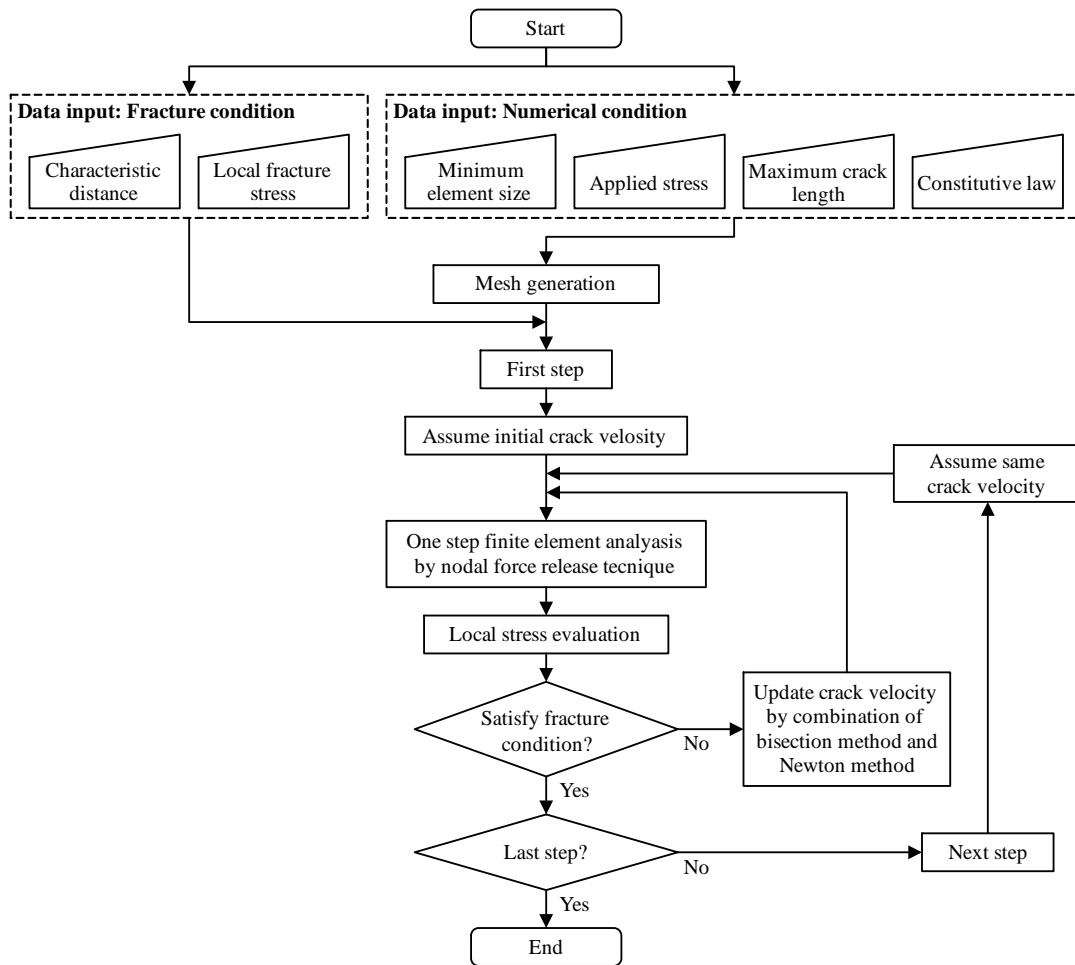 Start
Data input: Fracture condition
Characteristic
distance
Local fracture
stress
Data input: Numerical condition
Minimum
element size
Applied stress
Maximum crack
length
Constitutive law
Mesh generation
First step
Assume initial crack velosity
Assume same
crack velocity
One step finite element analysis
by nodal force release tecnique
Local stress evaluation
Satisfy fracture
condition?
No
Update crack velocity
by combination of
bisection method and
Newton method
Yes
Last step?
No
Next step
Yes
End